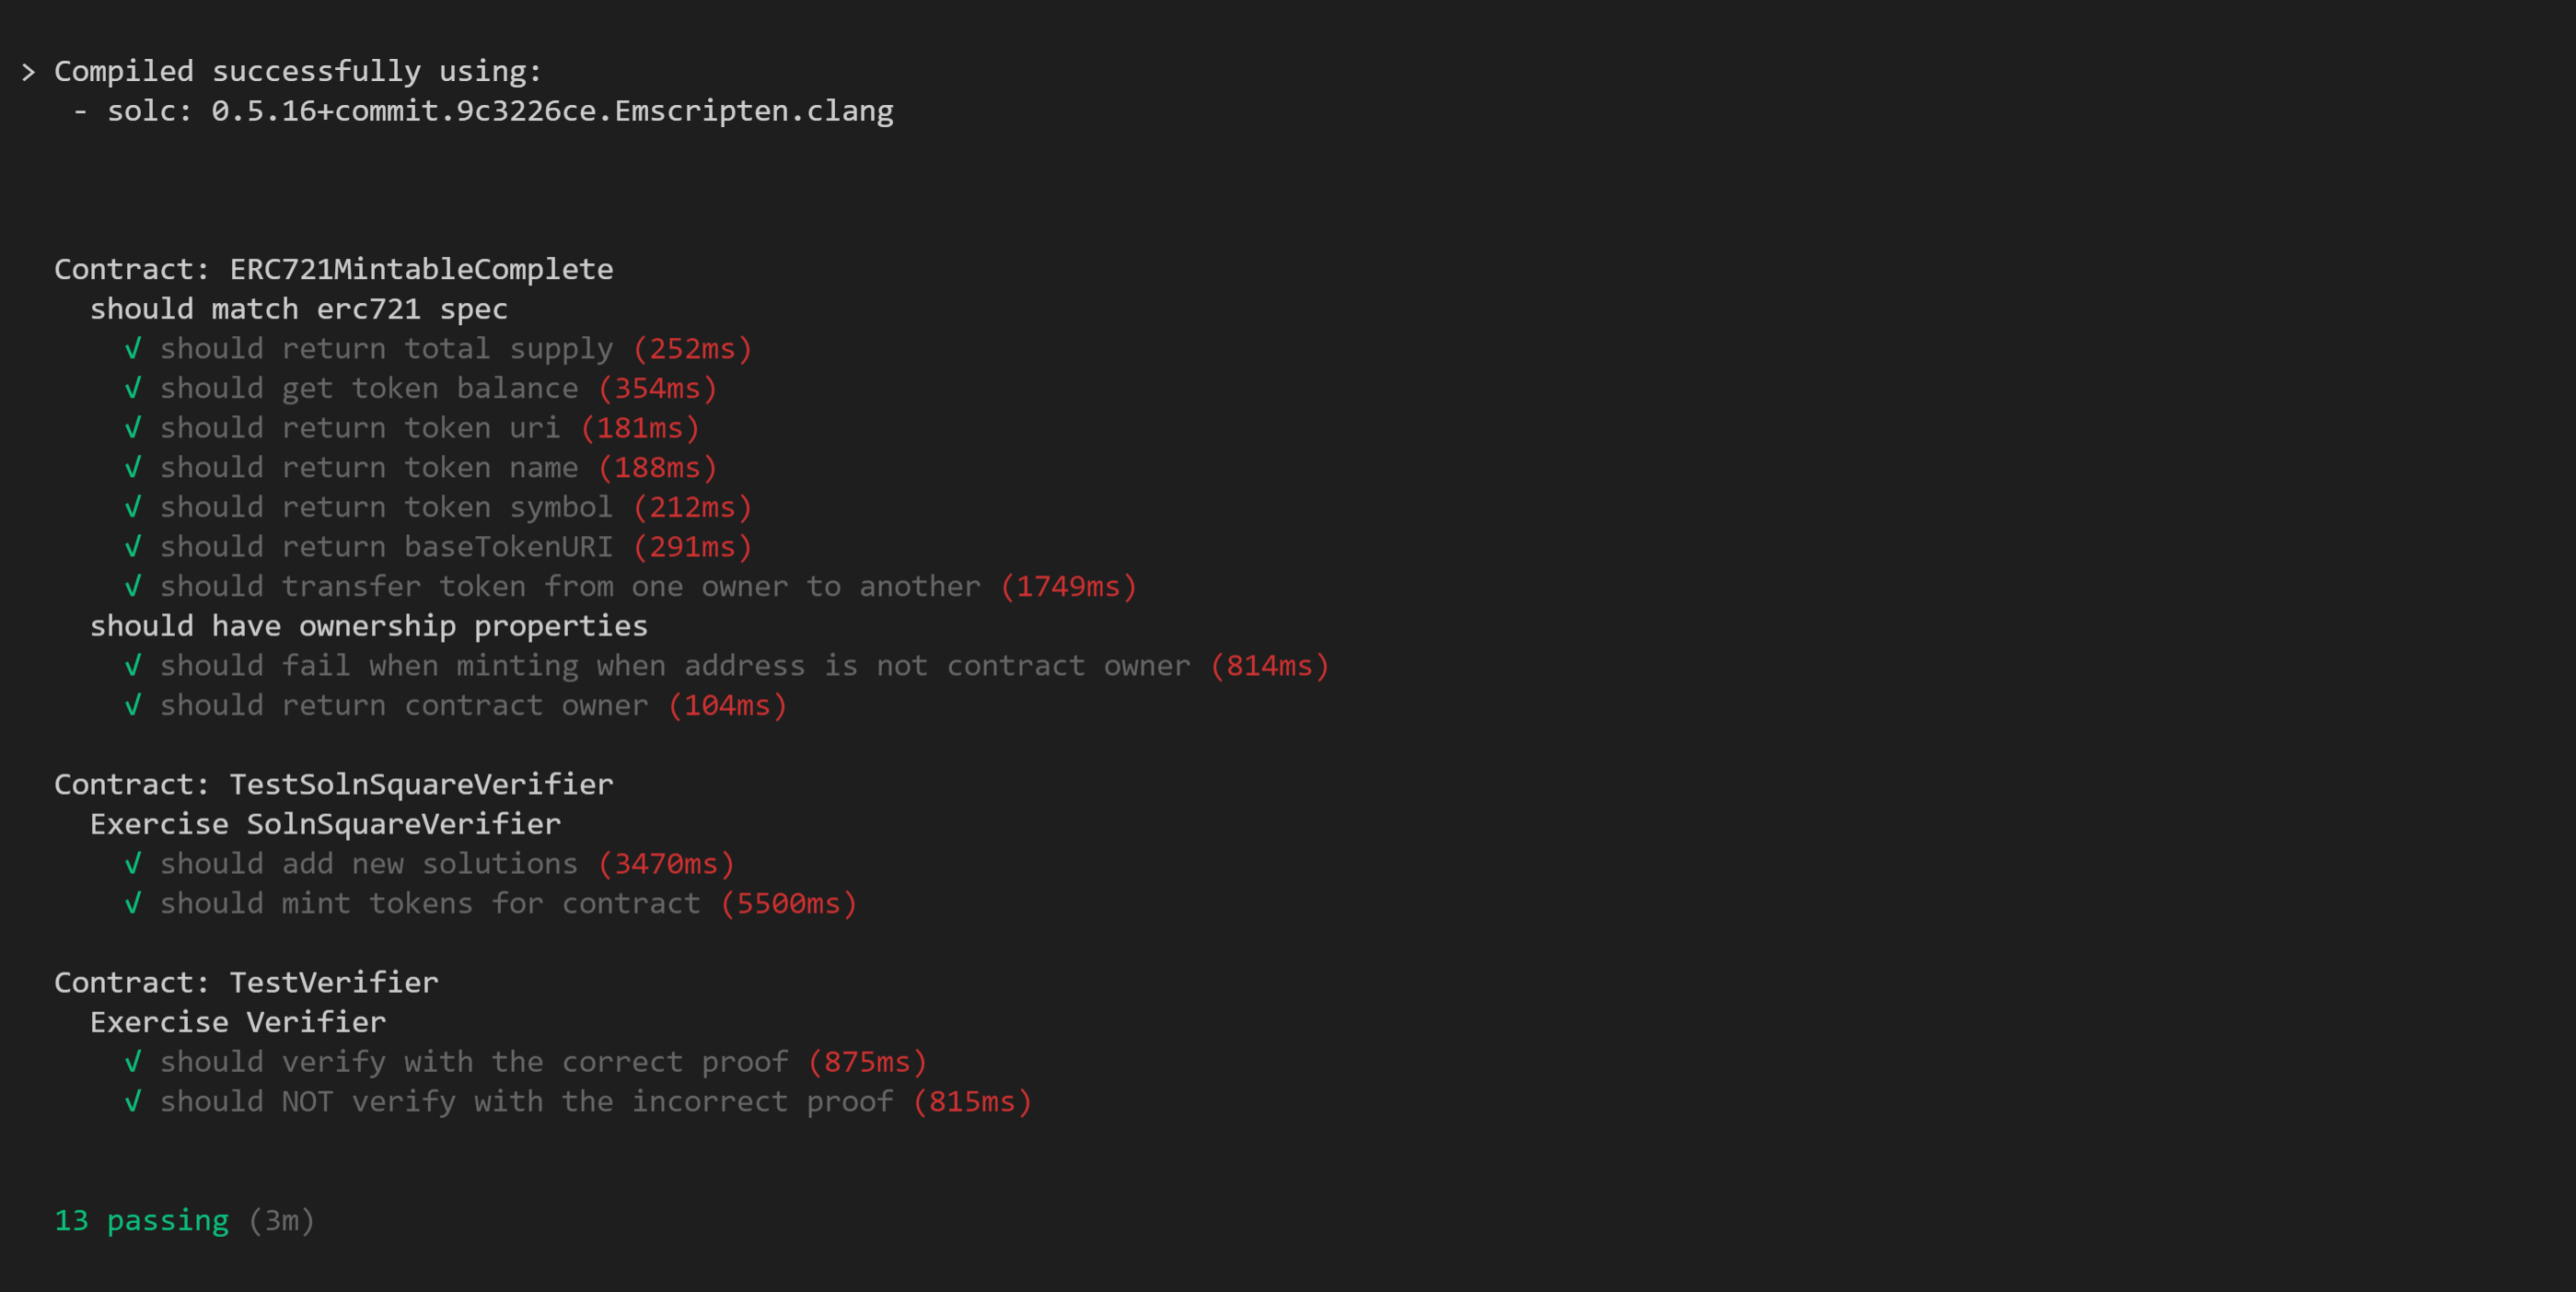 > Compiled successfully using:
- solc: 0.5.16+commit.9c3226ce.Emscripten.clang
Contract: ERC721MintableComplete
should match erc721 spec
√ should return total supply (252ms)
√ should get token balance (354ms)
√ should return token uri (181ms)
√ should return token name (188ms)
√ should return token symbol (212ms)
√ should return baseTokenURI (291ms)
√ should transfer token from one owner to another (1749ms)
should have ownership properties
√ should fail when minting when address is not contract owner (814ms)
√ should return contract owner (104ms)
Contract: TestSolnSquareVerifier
Exercise SolnSquareVerifier
√ should add new solutions (3470ms)
√ should mint tokens for contract (5500ms)
Contract: TestVerifier
Exercise Verifier
√ should verify with the correct proof (875ms)
√ should NOT verify with the incorrect proof (815ms)
13 passing (3m)